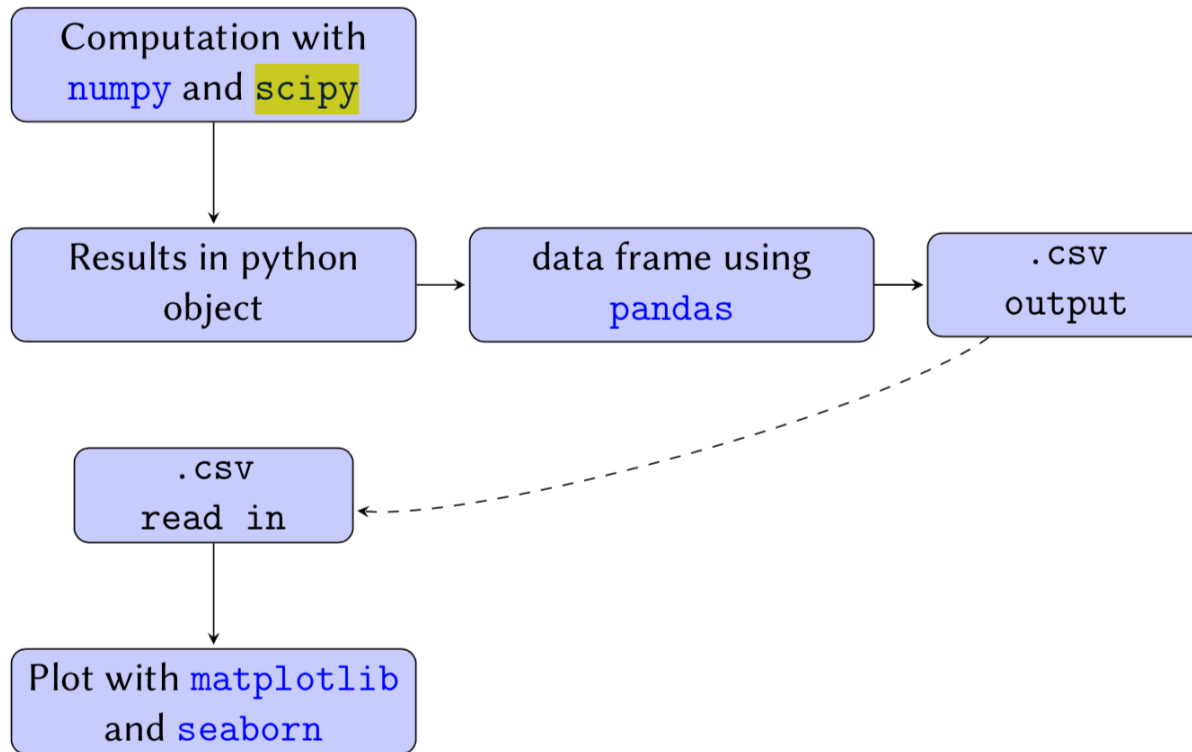 Computation with
numpy and scipy
Results in python
object
data frame using
pandas
.csv
output
.csv
read in
Plot with matplotlib
and seaborn